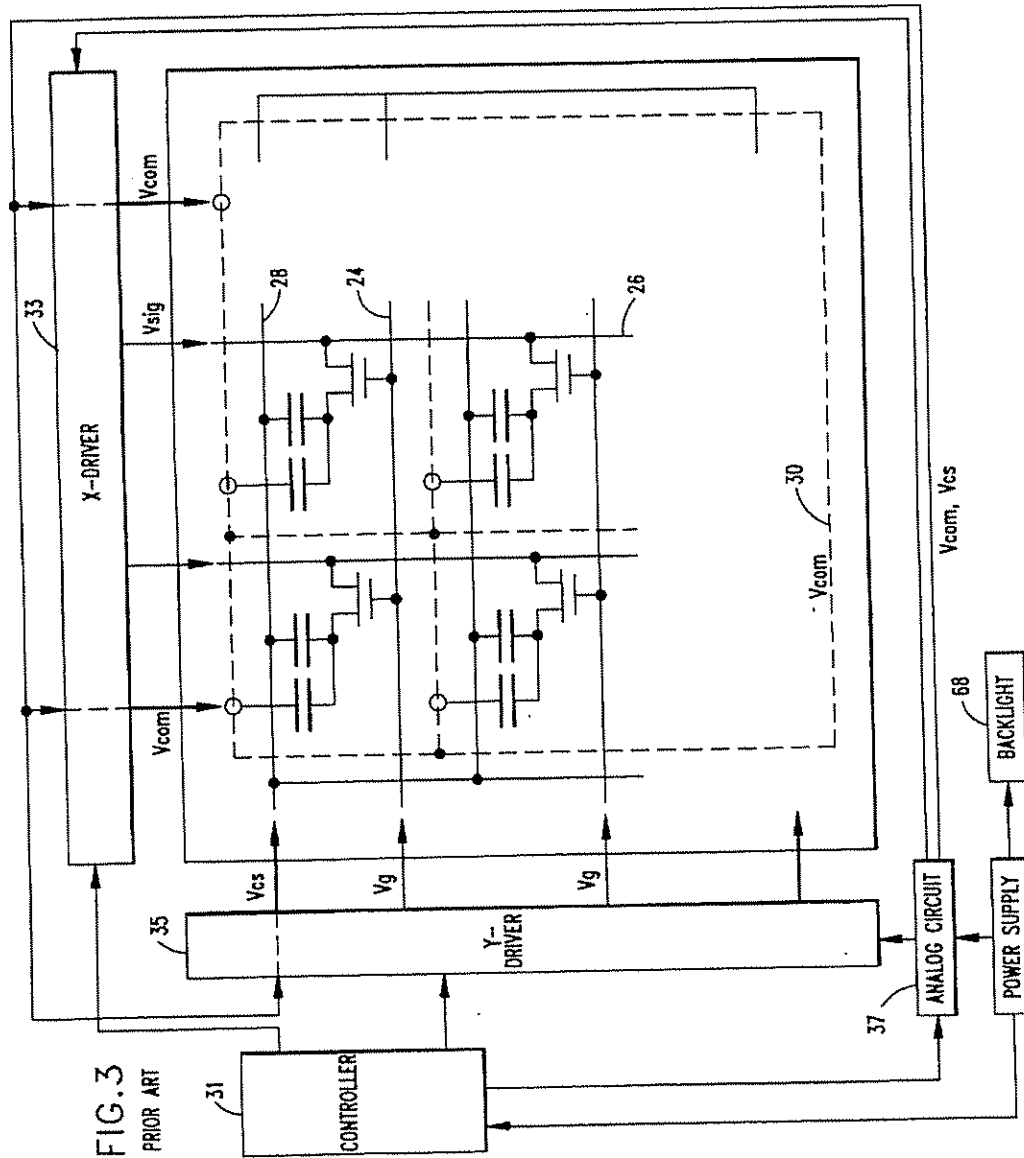 FIG.3
PRIOR ART
33
X-DRIVER
Vcom
Vsig
Vcom
28
24
26
30
Vcom
35
Y-
DRIVER
Vcs
Vg
Vg
31
CONTROLLER
37
ANALOG CIRCUIT
Vcom, Vcs
POWER SUPPLY
68
BACKLIGHT